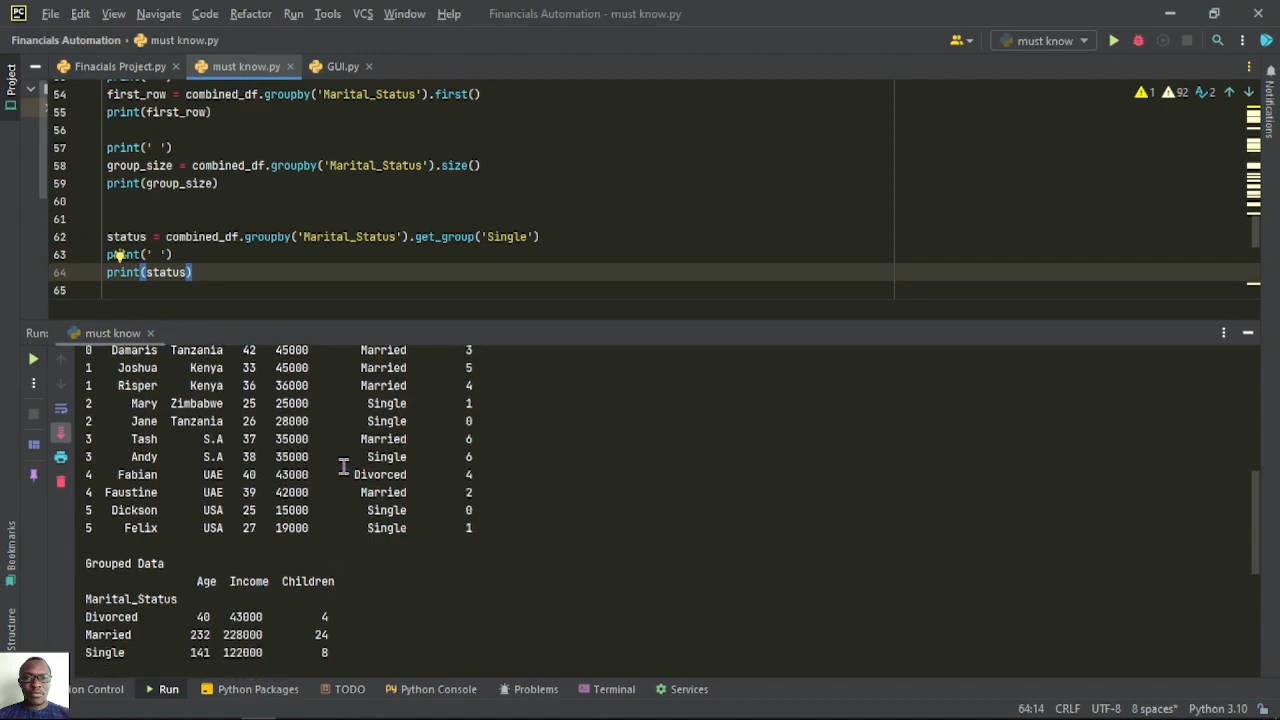 PC File Edit View Navigate Code Refactor Run Tools VCS Window Help Financials Automation - must know.py
Financials Automation must know.py must know
Project Finacials Project.py must know.py GUI.py Notifications
54 first_row = combined_df.groupby('Marital_Status').first() 1 92 2
55 print(first_row)
56
57 print(' ')
58 group_size = combined_df.groupby('Marital_Status').size()
59 print(group_size)
60
61
62 status = combined_df.groupby('Marital_Status').get_group('Single')
63 print(' ')
64 print(status)
65
Run: must know
0 Damaris Tanzania 42 45000 Married 3
1 Joshua Kenya 33 45000 Married 5
1 Risper Kenya 36 36000 Married 4
2 Mary Zimbabwe 25 25000 Single 1
2 Jane Tanzania 26 28000 Single 0
3 Tash S.A 37 35000 Married 6
3 Andy S.A 38 35000 Single 6
4 Fabian UAE 40 43000 Divorced 4
4 Faustine UAE 39 42000 Married 2
5 Dickson USA 25 15000 Single 0
5 Felix USA 27 19000 Single 1
Bookmarks
Grouped Data
Age Income Children
Marital_Status
Divorced 40 43000 4
Married 232 228000 24
Single 141 122000 8
Structure
on Control Run Python Packages TODO Python Console Problems Terminal Services
64:14 CRLF UTF-8 8 spaces* Python 3.10